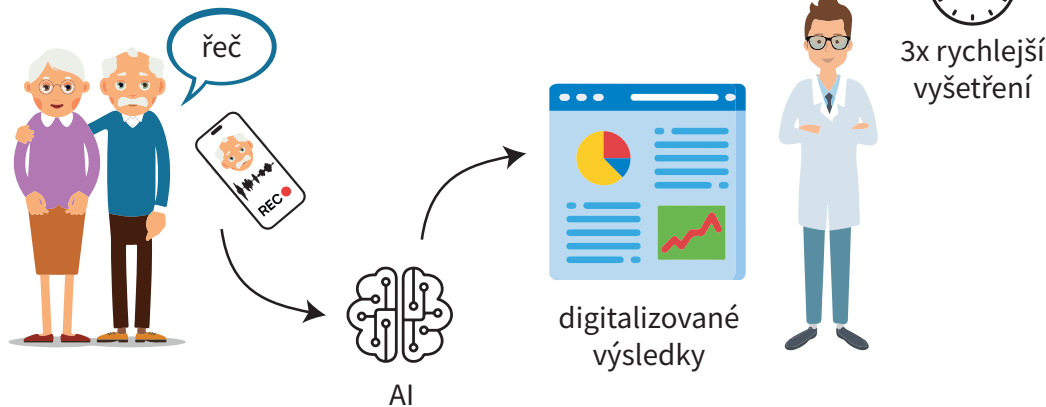 řeč
REC
AI
digitalizované
výsledky
3x rychlejší
vyšetření